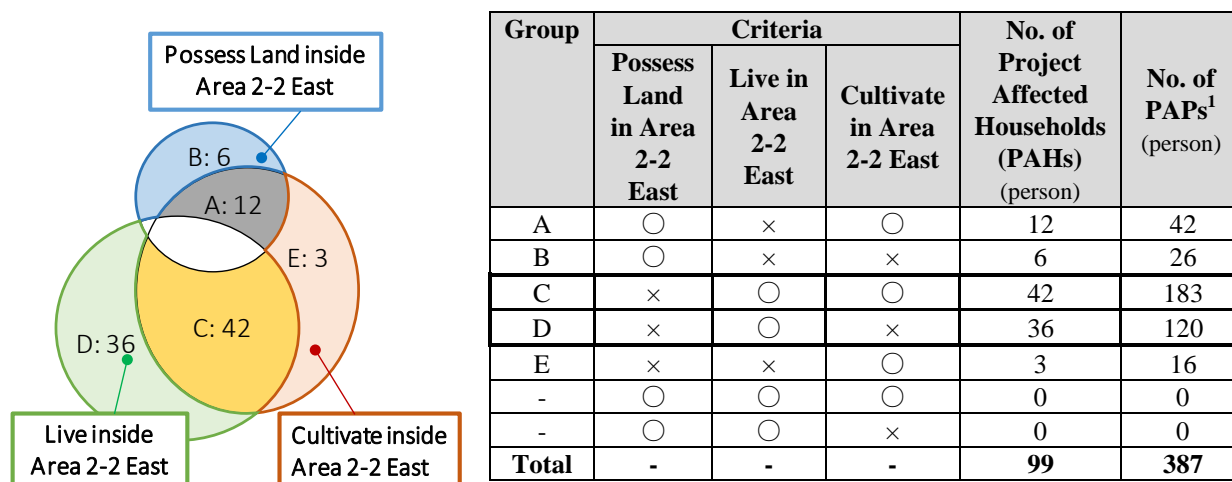 Possess Land inside
Area 2-2 East
B: 6
A: 12
E: 3
C: 42
D: 36
Live inside
Area 2-2 East
Cultivate inside
Area 2-2 East
Group
Criteria
No. of
Project
Affected
Households
(PAHs)
(person)
No. of
PAPs1
(person)
Possess
Land
in Area
2-2
East
Live in
Area
2-2
East
Cultivate
in Area
2-2 East
A ○ × ○ 12 42
B ○ × × 6 26
C × ○ ○ 42 183
D × ○ × 36 120
E × × ○ 3 16
- ○ ○ ○ 0 0
- ○ ○ × 0 0
Total - - - 99 387